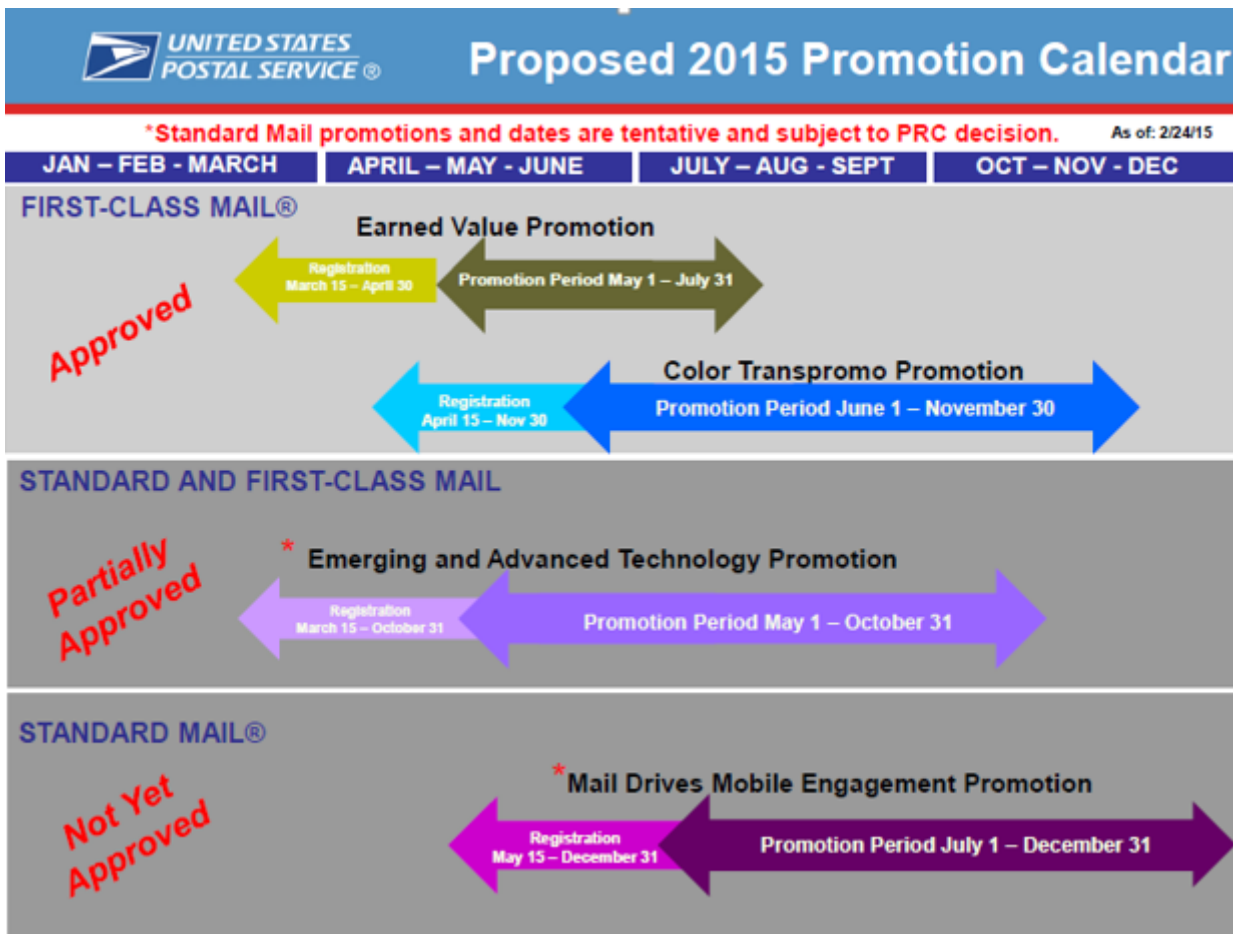 UNITED STATES
POSTAL SERVICE ®
Proposed 2015 Promotion Calendar
*Standard Mail promotions and dates are tentative and subject to PRC decision.
As of: 2/24/15
JAN – FEB - MARCH
APRIL – MAY - JUNE
JULY – AUG - SEPT
OCT – NOV - DEC
FIRST-CLASS MAIL®
Approved
Earned Value Promotion
Registration
March 15 – April 30
Promotion Period May 1 – July 31
Color Transpromo Promotion
Registration
April 15 – Nov 30
Promotion Period June 1 – November 30
STANDARD AND FIRST-CLASS MAIL
Partially
Approved
* Emerging and Advanced Technology Promotion
Registration
March 15 – October 31
Promotion Period May 1 – October 31
STANDARD MAIL®
Not Yet
Approved
*Mail Drives Mobile Engagement Promotion
Registration
May 15 – December 31
Promotion Period July 1 – December 31